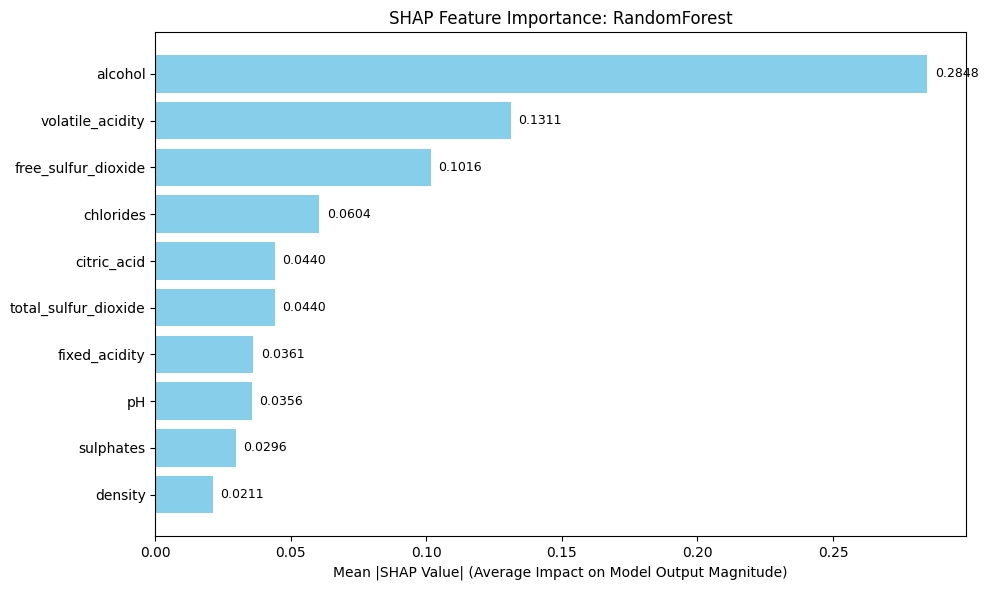 SHAP Feature Importance: RandomForest
alcohol 0.2848
volatile_acidity 0.1311
free_sulfur_dioxide 0.1016
chlorides 0.0604
citric_acid 0.0440
total_sulfur_dioxide 0.0440
fixed_acidity 0.0361
pH 0.0356
sulphates 0.0296
density 0.0211
0.00 0.05 0.10 0.15 0.20 0.25
Mean |SHAP Value| (Average Impact on Model Output Magnitude)